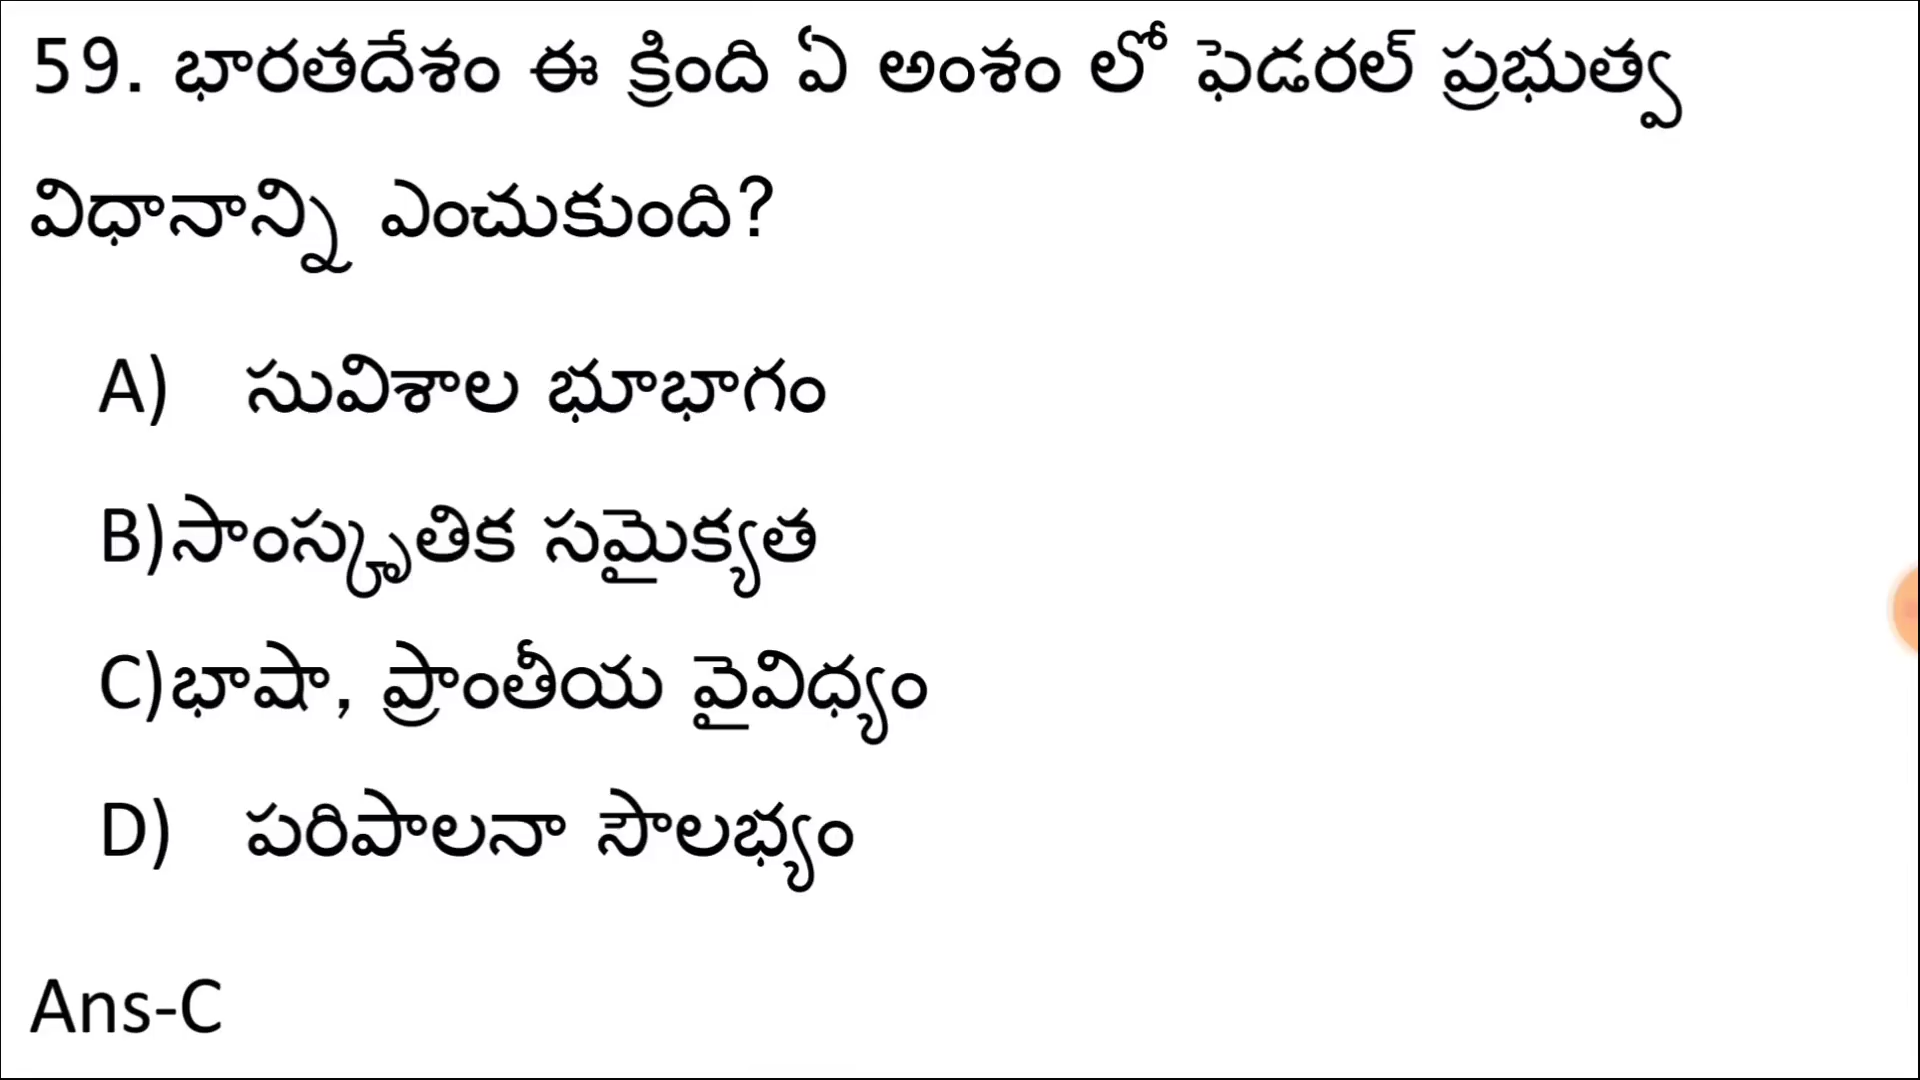 59. భారతదేశం ఈ క్రింది ఏ అంశం లో ఫెడరల్ ప్రభుత్వ
విధానాన్ని ఎంచుకుంది?
A) సువిశాల భూభాగం
B)సాంస్కృతిక సమైక్యత
C)భాషా, ప్రాంతీయ వైవిధ్యం
D) పరిపాలనా సౌలభ్యం
Ans-C